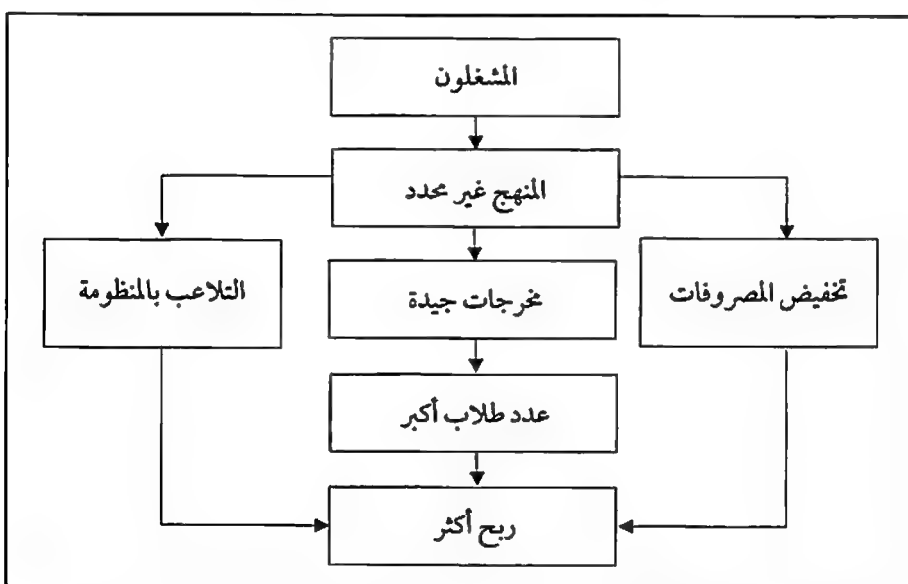 المشغلون
المنهج غير محدد
تخفيض المصروفات
مخرجات جيدة
التلاعب بالمنظومة
عدد طلاب أكبر
ربح أكثر